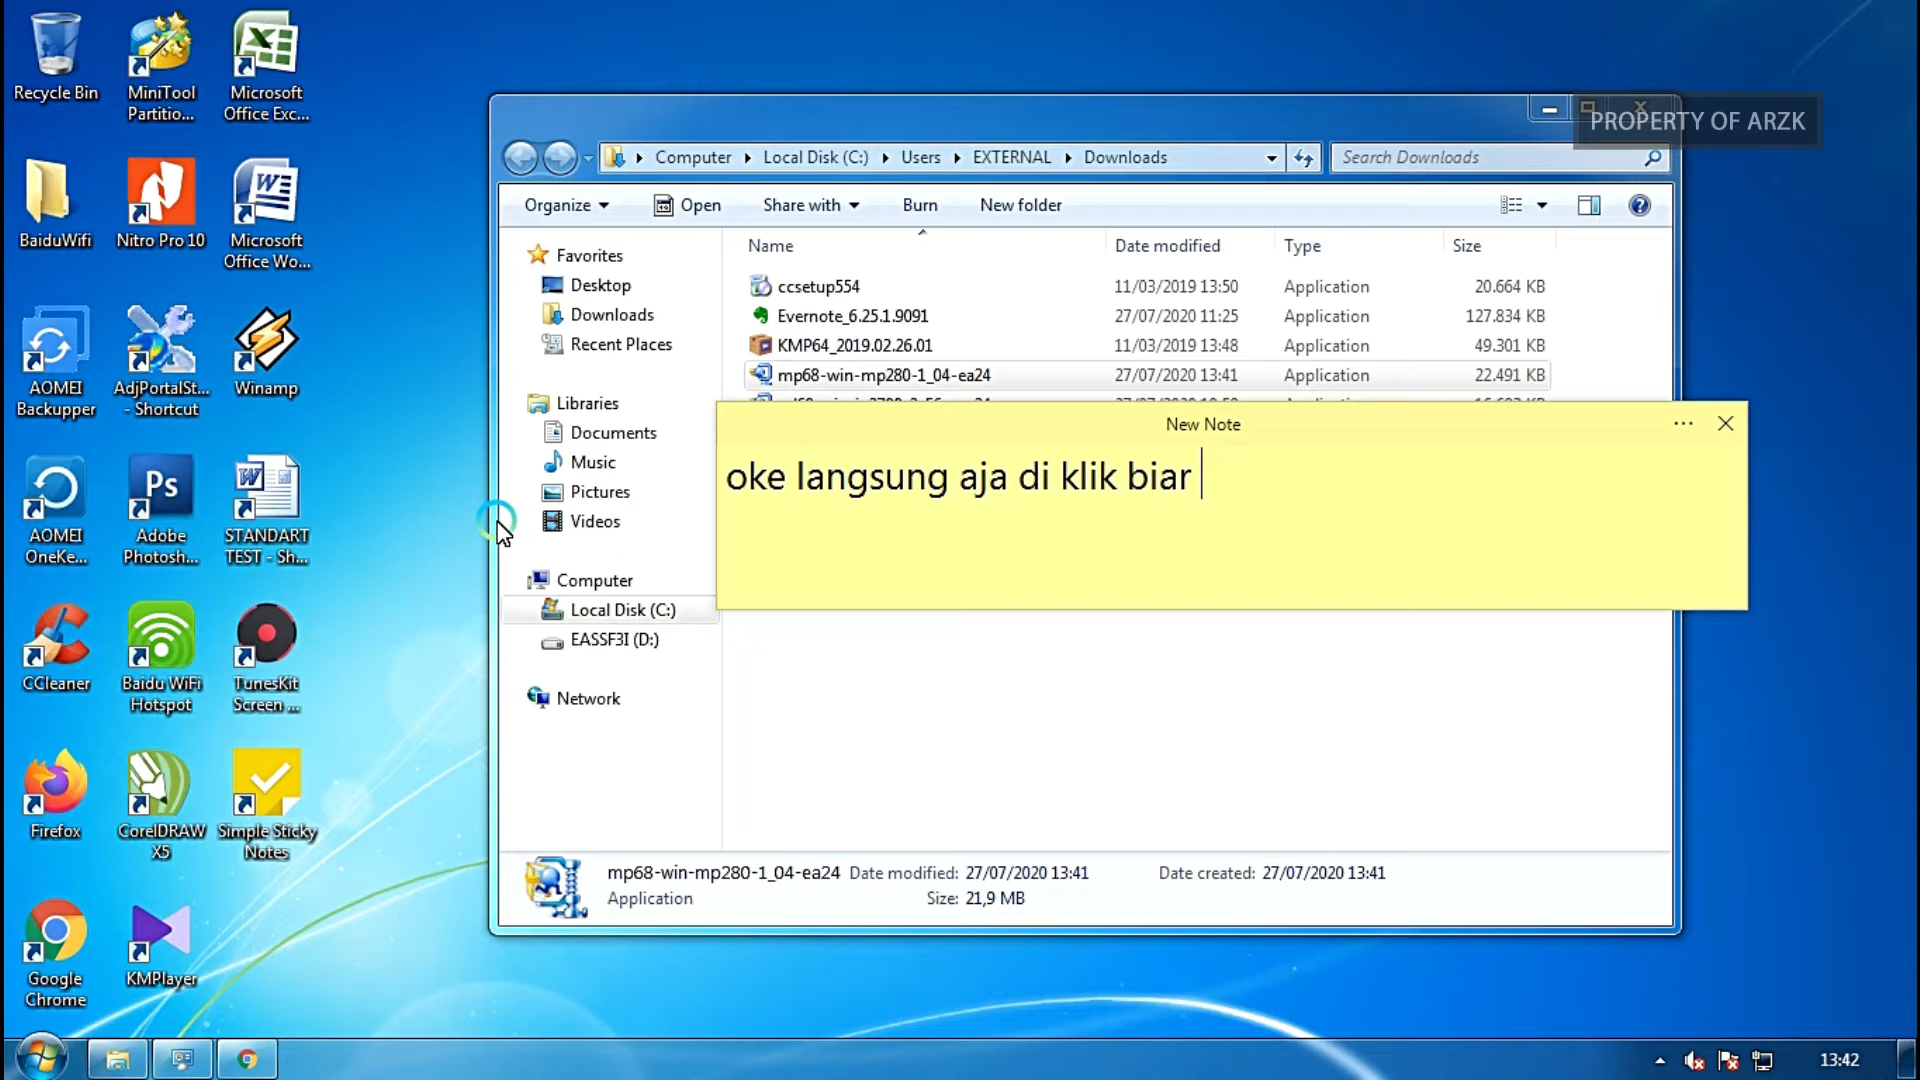 Recycle Bin
MiniTool
Partitio...
Microsoft
Office Exc...
BaiduWifi
Nitro Pro 10
Microsoft
Office Wo...
AOMEI
Backupper
AdjPortalSt...
- Shortcut
Winamp
AOMEI
OneKe...
Adobe
Photosh...
STANDART
TEST - Sh...
CCleaner
Baidu WiFi
Hotspot
TunesKit
Screen ...
Firefox
CorelDRAW
X5
Simple Sticky
Notes
Google
Chrome
KMPlayer
PROPERTY OF ARZK
Computer Local Disk (C:) Users EXTERNAL Downloads
Search Downloads
Organize Open Share with Burn New folder
Favorites
Desktop
Downloads
Recent Places
Libraries
Documents
Music
Pictures
Videos
Computer
Local Disk (C:)
EASSF3I (D:)
Network
Name Date modified Type Size
ccsetup554 11/03/2019 13:50 Application 20.664 KB
Evernote_6.25.1.9091 27/07/2020 11:25 Application 127.834 KB
KMP64_2019.02.26.01 11/03/2019 13:48 Application 49.301 KB
mp68-win-mp280-1_04-ea24 27/07/2020 13:41 Application 22.491 KB
New Note
oke langsung aja di klik biar
mp68-win-mp280-1_04-ea24 Date modified: 27/07/2020 13:41 Date created: 27/07/2020 13:41
Application Size: 21,9 MB
13:42